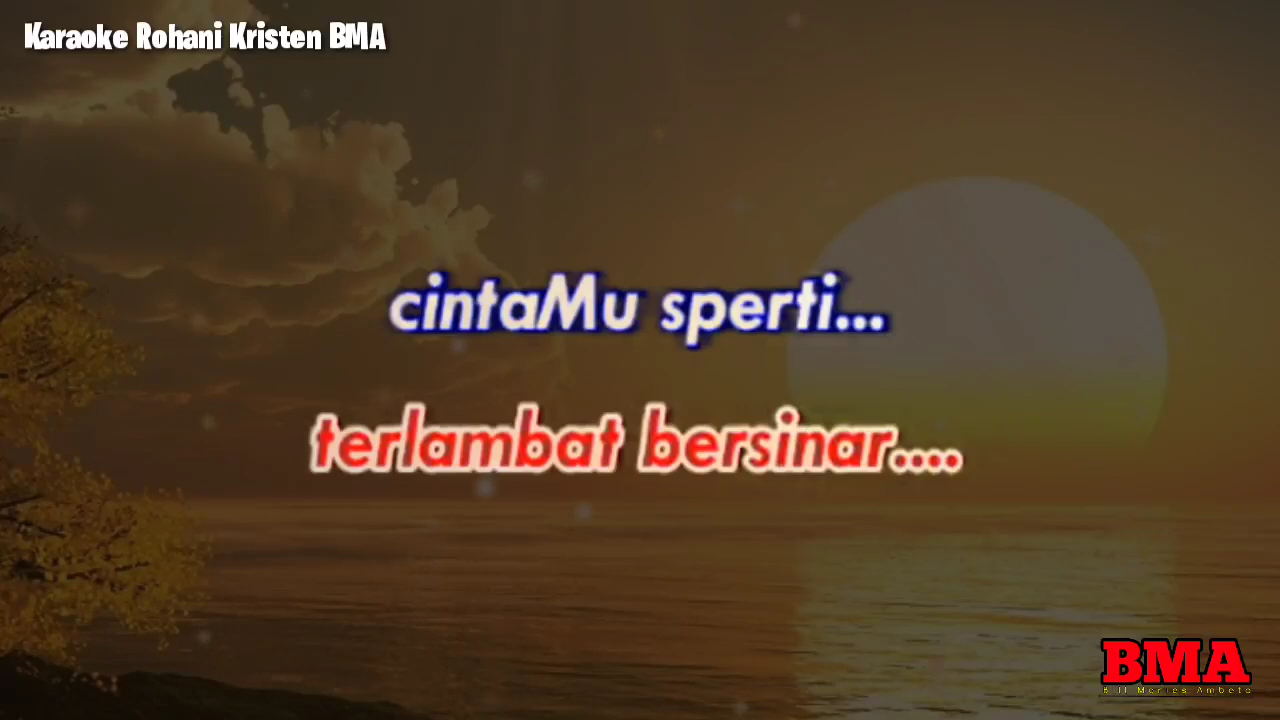 Karaoke Rohani Kristen BMA
cintaMu sperti...
terlambat bersinar....
BMA